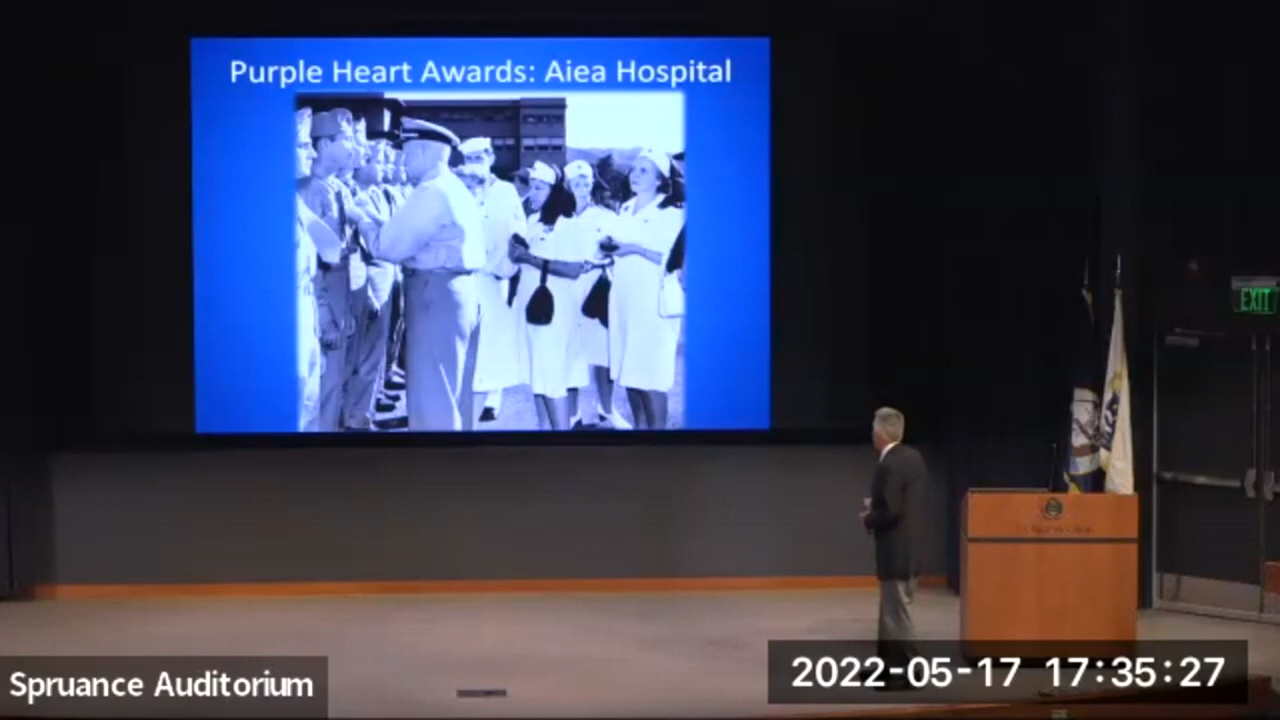 Purple Heart Awards: Aiea Hospital
EXIT
Spruance Auditorium
2022-05-17 17:35:27